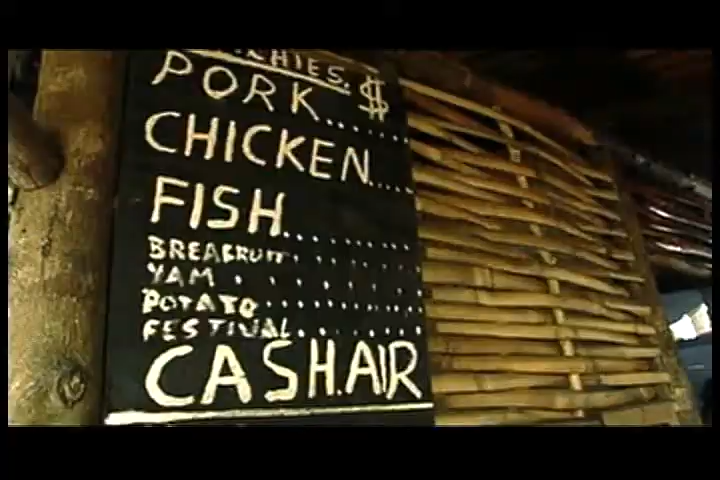 PORK......$
CHICKEN....
FISH..........
BREADFRUIT..........
YAM..........
POTATO..........
FESTIVAL..........
CASH.AIR